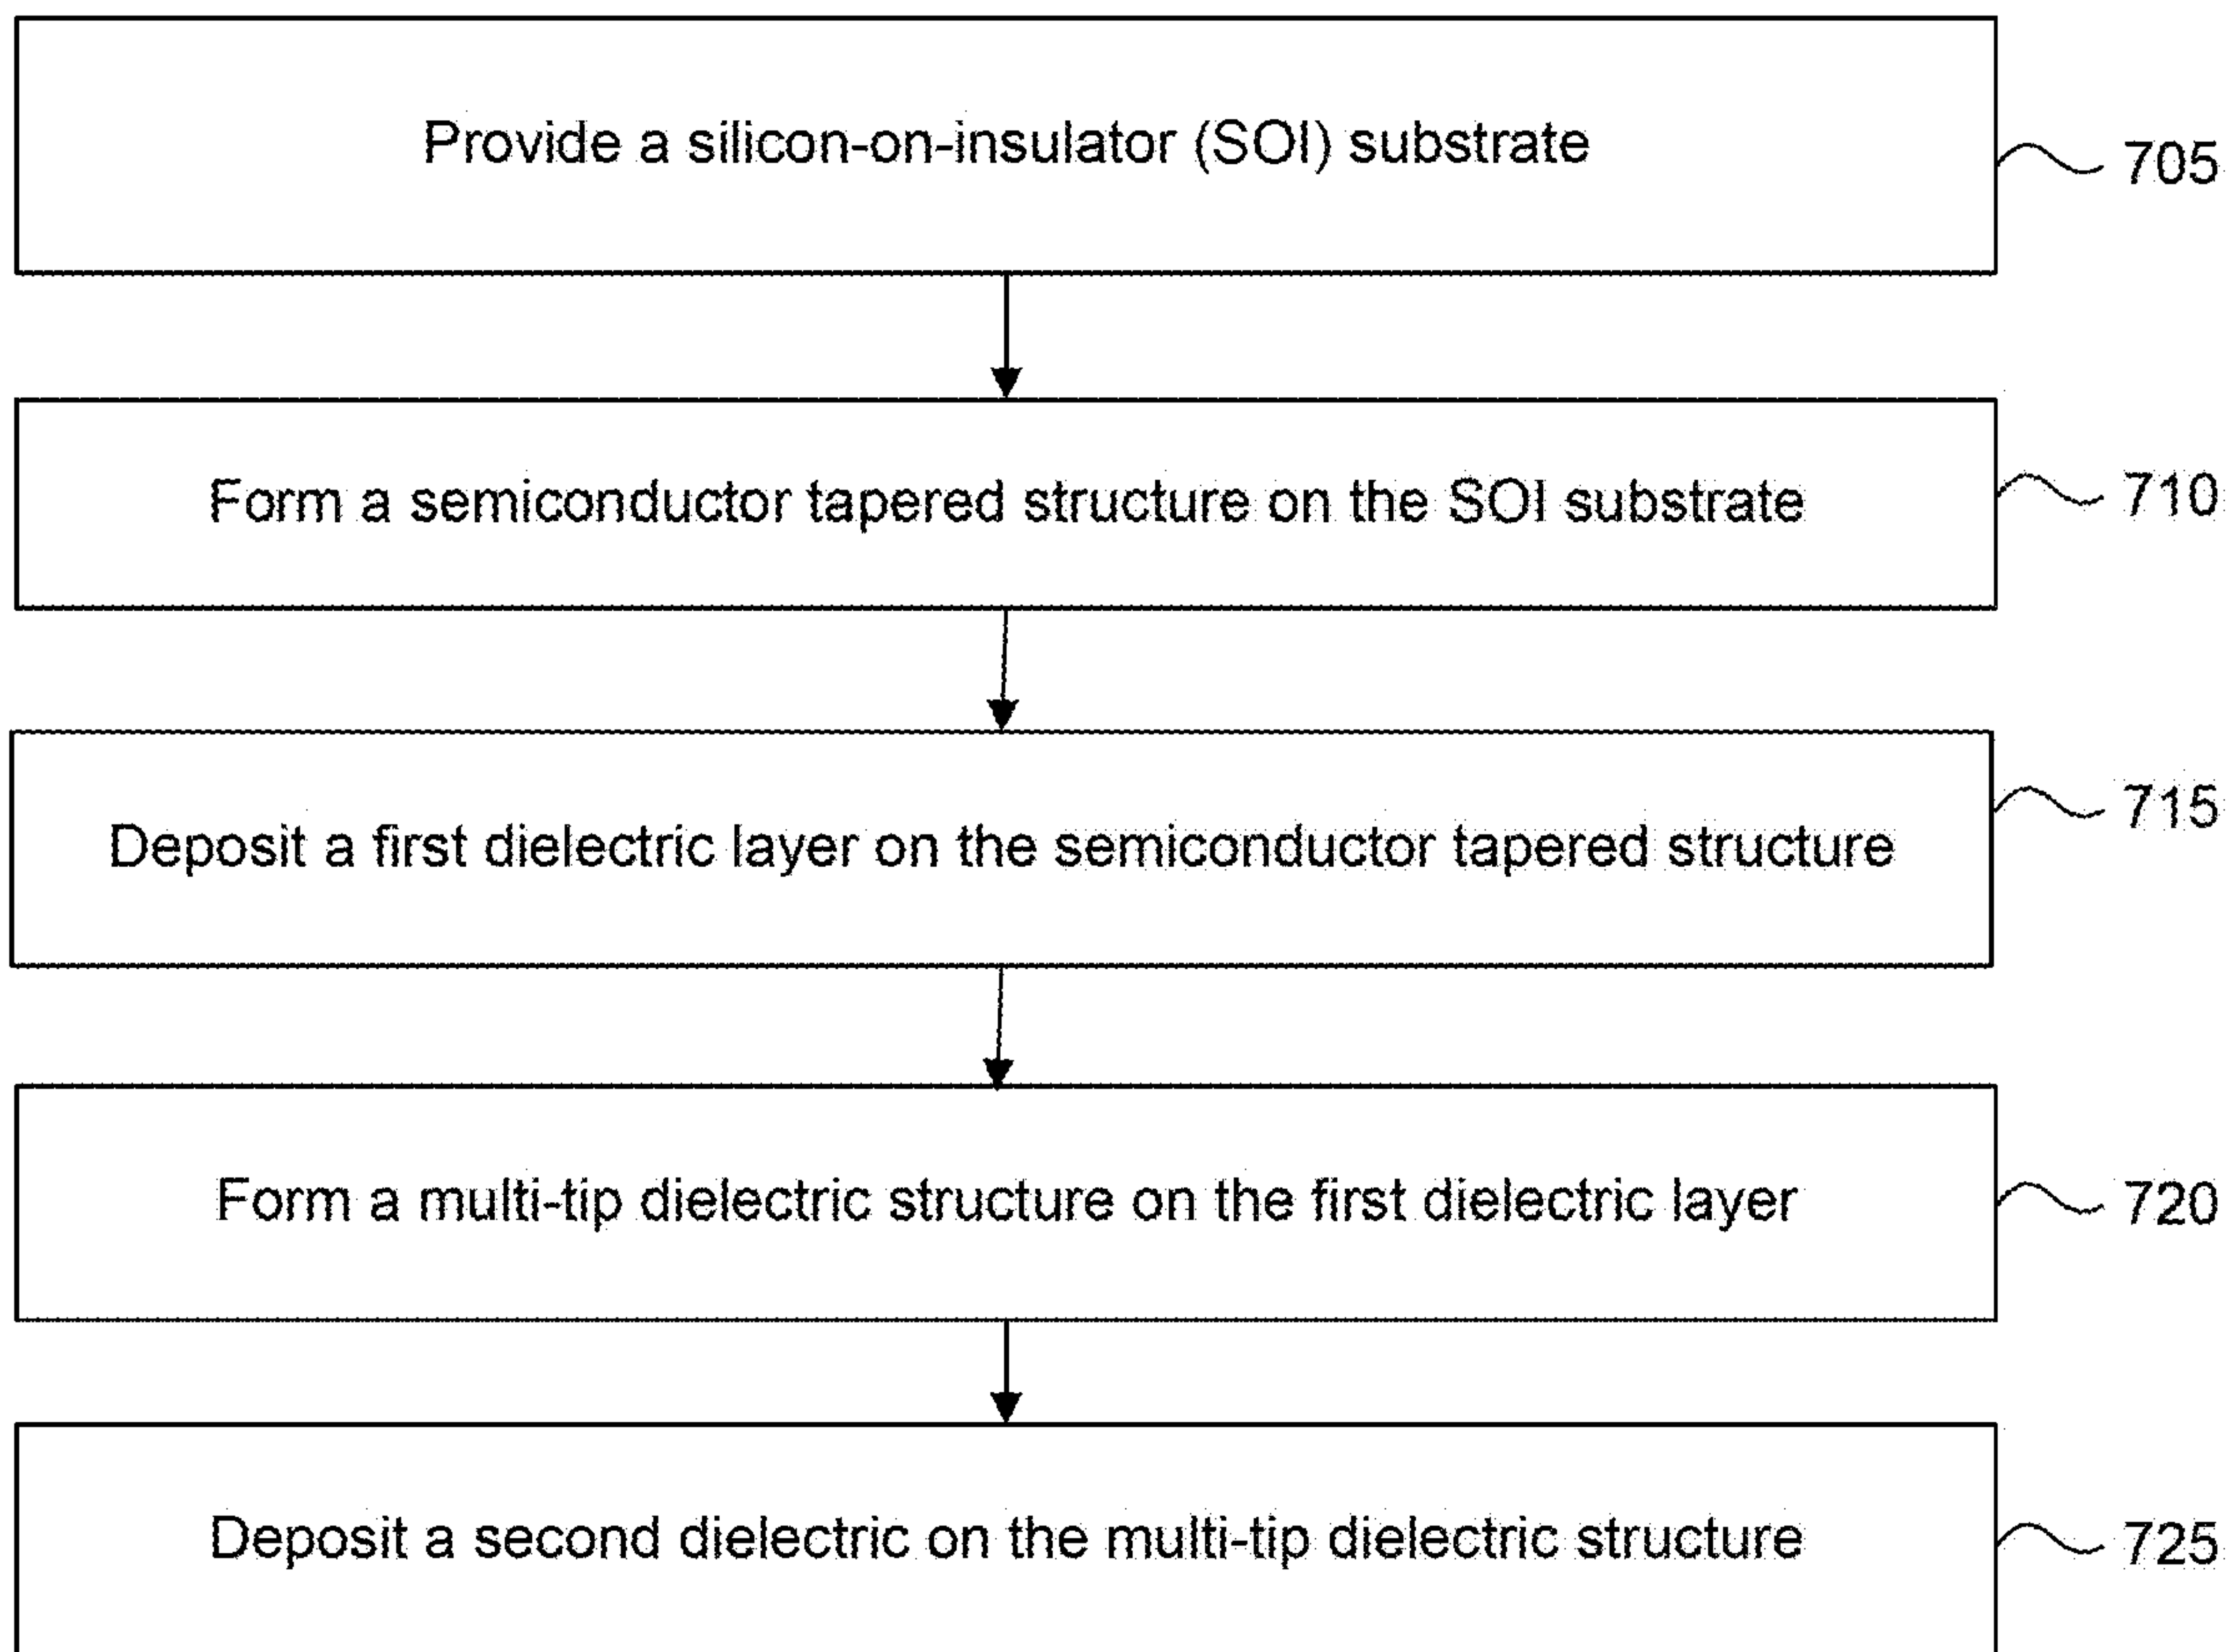 Provide a silicon-on-insulator (SOI) substrate
705
Form a semiconductor tapered structure on the SOI substrate
710
Deposit a first dielectric layer on the semiconductor tapered structure
715
Form a multi-tip dielectric structure on the first dielectric layer
720
Deposit a second dielectric on the multi-tip dielectric structure
725